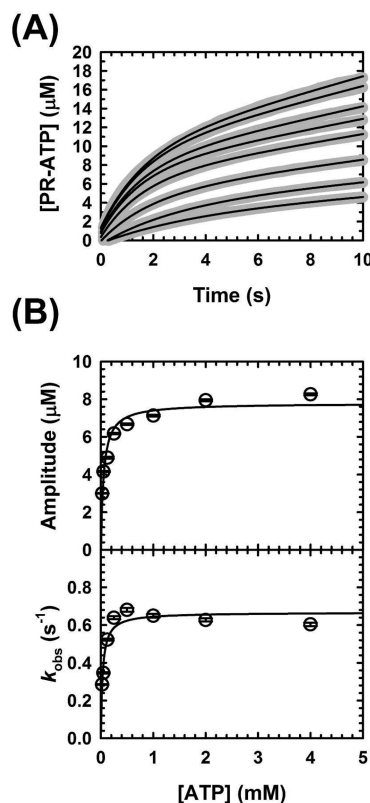 (A)
[PR-ATP] (μM)
20
18
16
14
12
10
8
6
4
2
0
0 2 4 6 8 10
Time (s)
(B)
Amplitude (μM)
10
8
6
4
2
0
kobs (s-1)
0.8
0.6
0.4
0.2
0.0
0 1 2 3 4 5
[ATP] (mM)